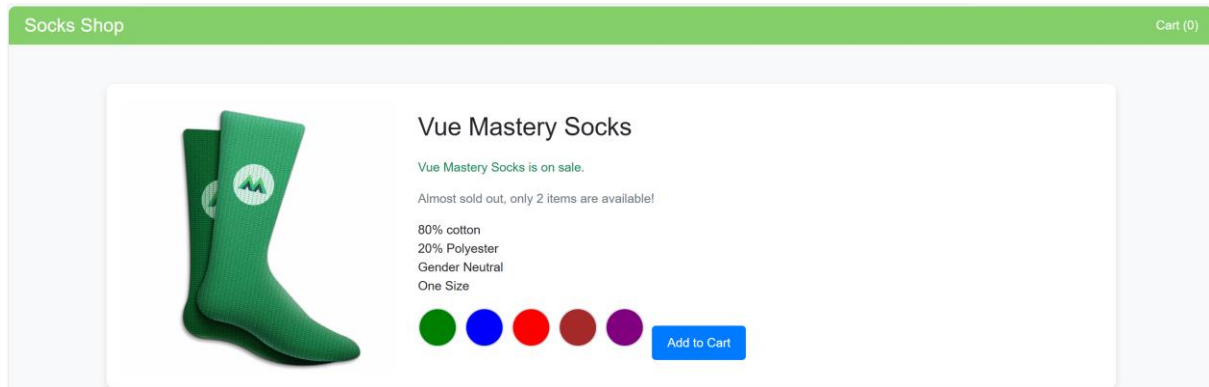 Socks Shop
Cart (0)
Vue Mastery Socks
Vue Mastery Socks is on sale.
Almost sold out, only 2 items are available!
80% cotton
20% Polyester
Gender Neutral
One Size
Add to Cart